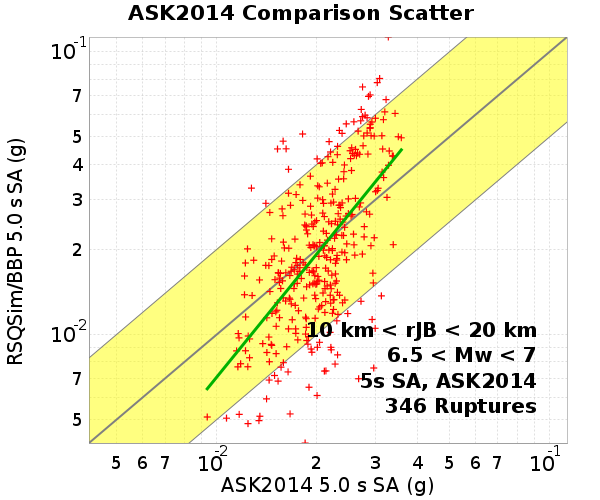 ASK2014 Comparison Scatter
RSQSim/BBP 5.0 s SA (g)
10⁻¹
7
5
4
3
2
10⁻²
7
5
10 km < rJB < 20 km
6.5 < Mw < 7
5s SA, ASK2014
346 Ruptures
5 6 7 10⁻² 2 3 4 5 6 7 10⁻¹
ASK2014 5.0 s SA (g)